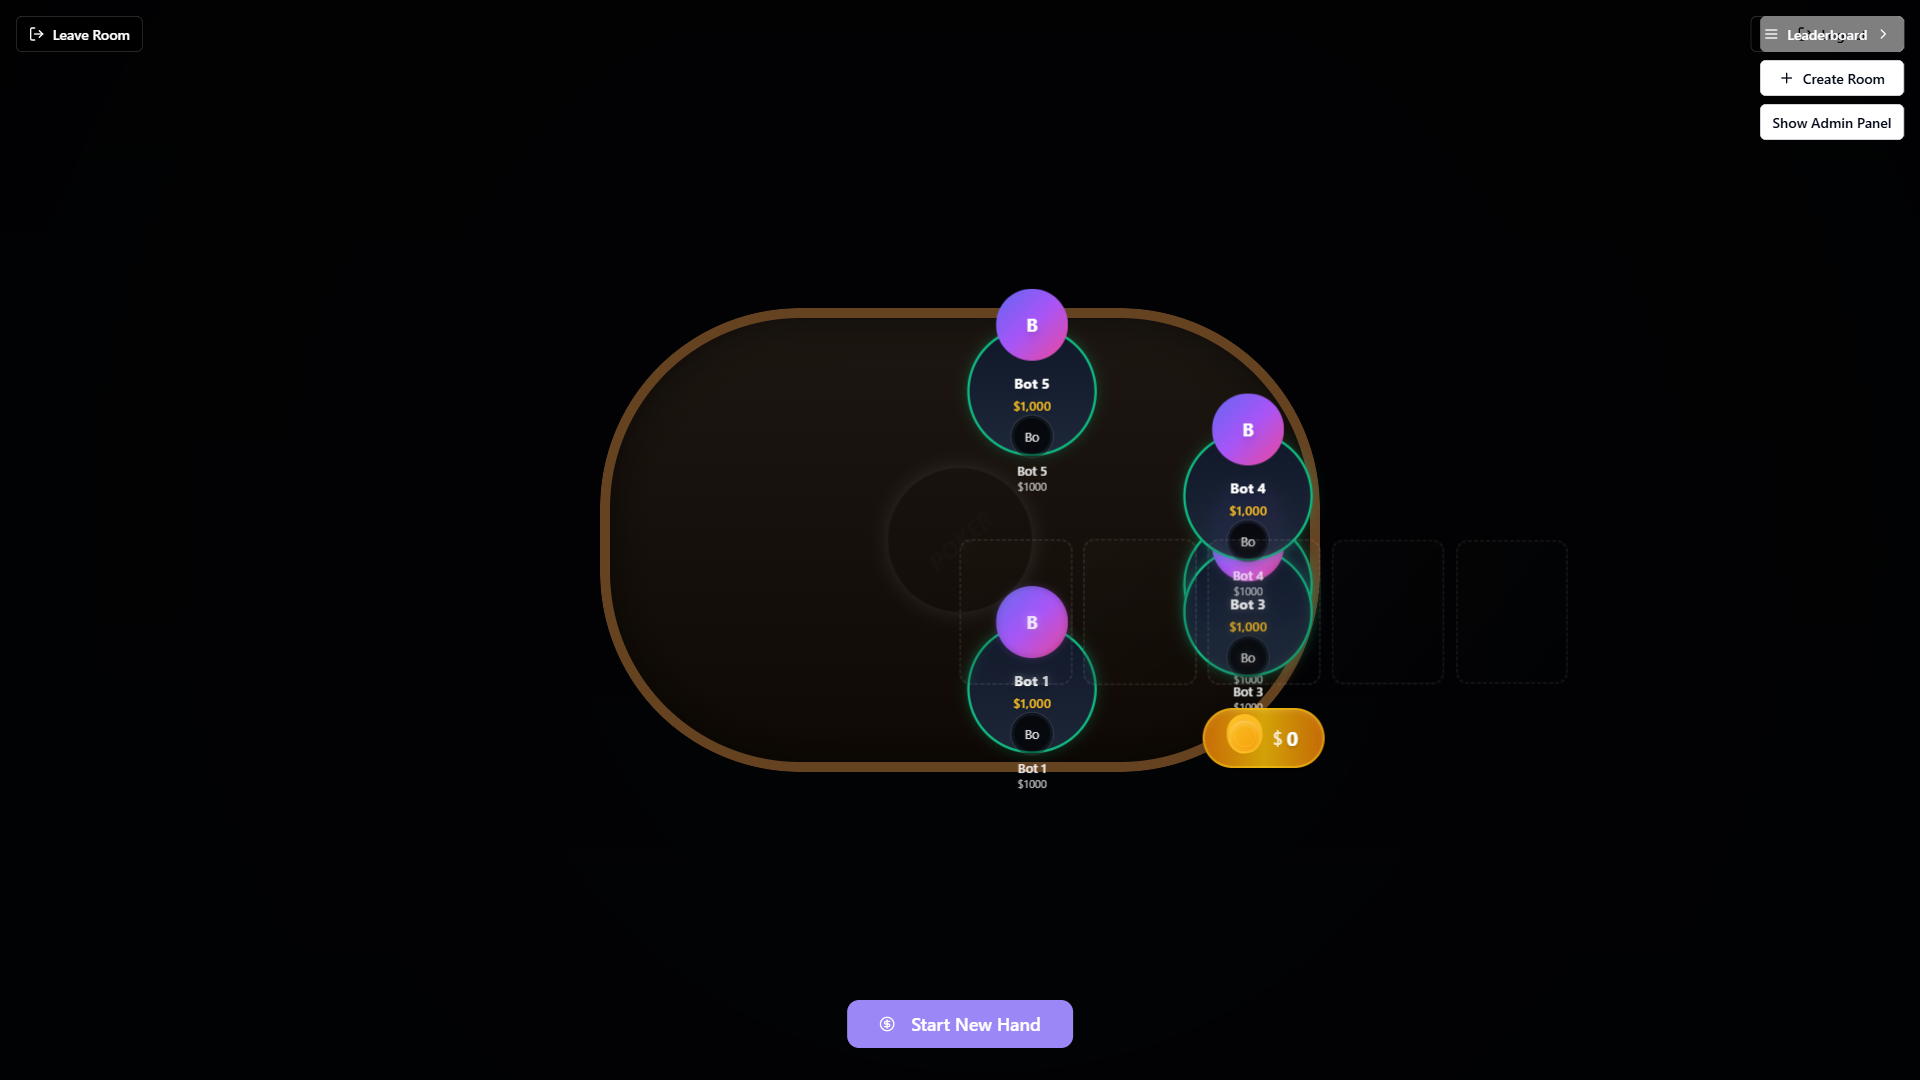 Leave Room
Leaderboard
Create Room
Show Admin Panel
B
Bot 5
$1,000
Bo
Bot 5
$1000
B
Bot 4
$1,000
Bo
Bot 4
$1000
POKER
Bot 3
$1,000
Bo
$1000
Bot 3
$1000
B
Bot 1
$1,000
Bo
Bot 1
$1000
$ 0
Start New Hand